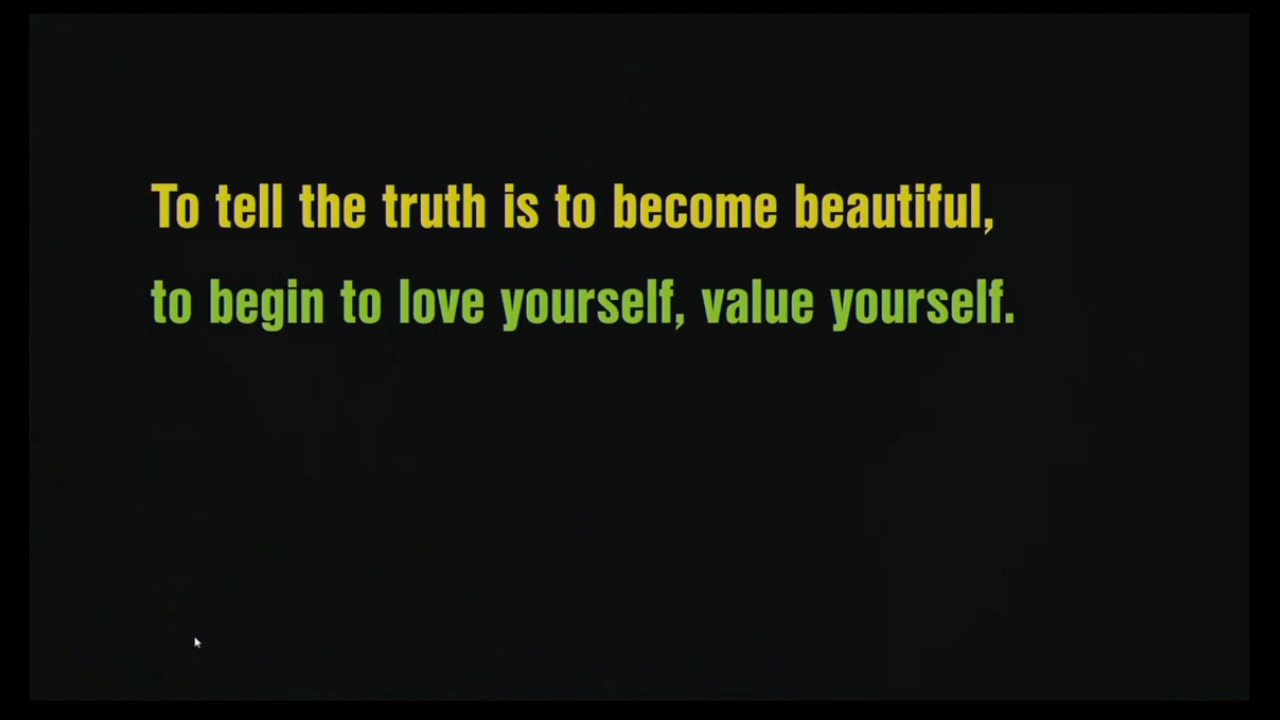 To tell the truth is to become beautiful,
to begin to love yourself, value yourself.